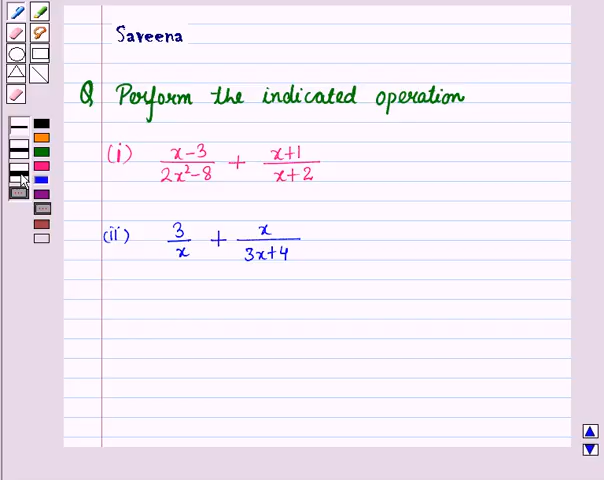 Saveena
Q Perform the indicated operation
(i) x-3/2x²-8 + x+1/x+2
(ii) 3/x + x/3x+4